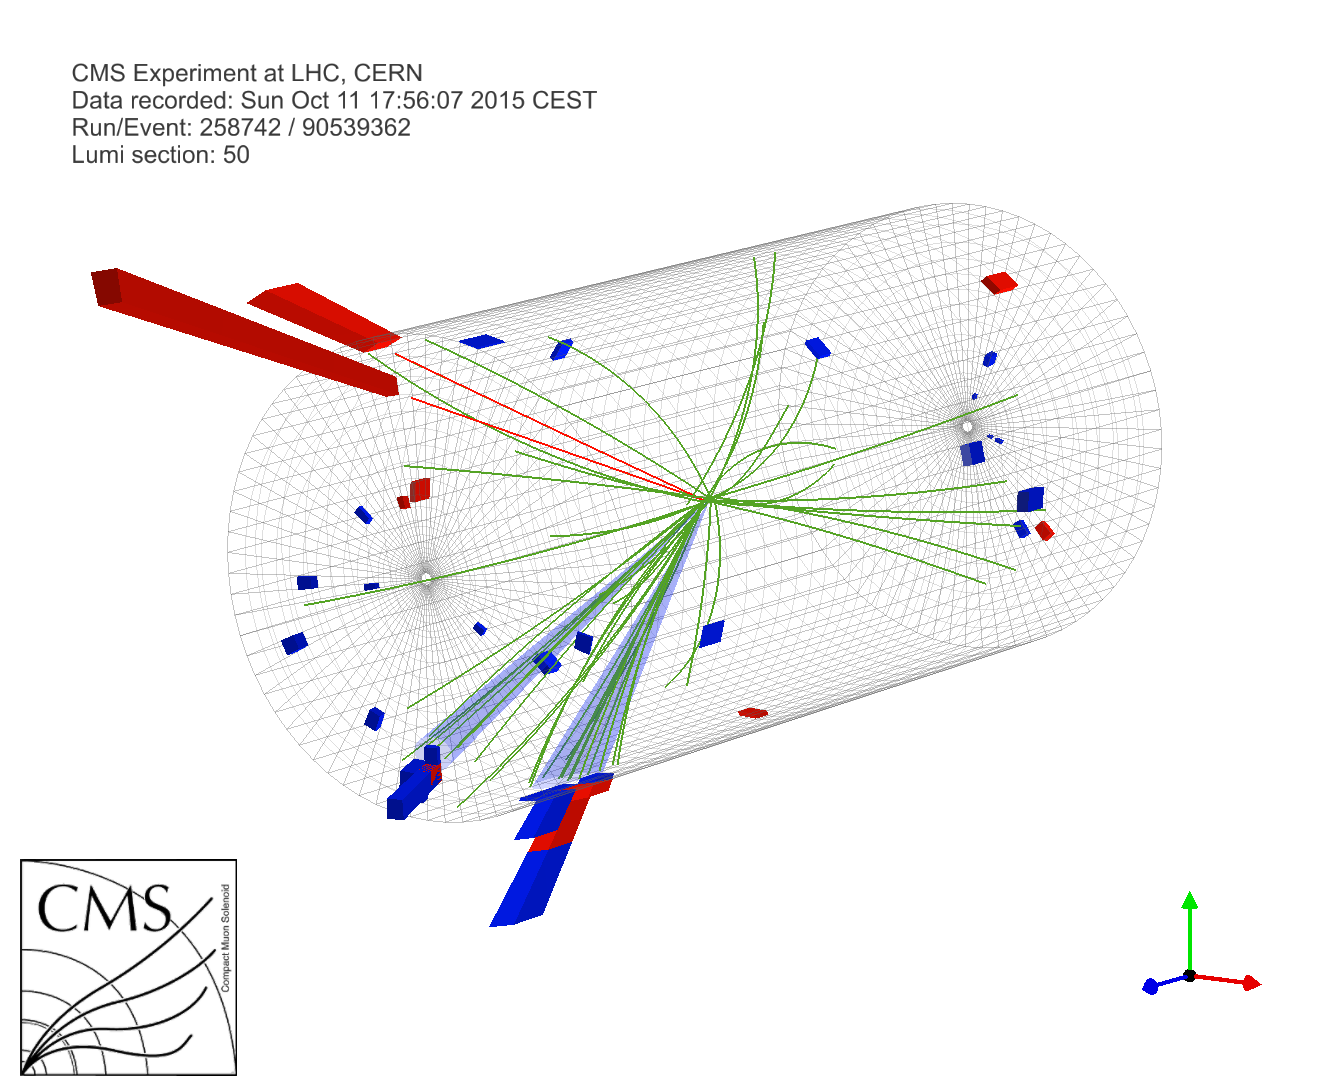 CMS Experiment at LHC, CERN
Data recorded: Sun Oct 11 17:56:07 2015 CEST
Run/Event: 258742 / 90539362
Lumi section: 50
CMS
Compact Muon Solenoid